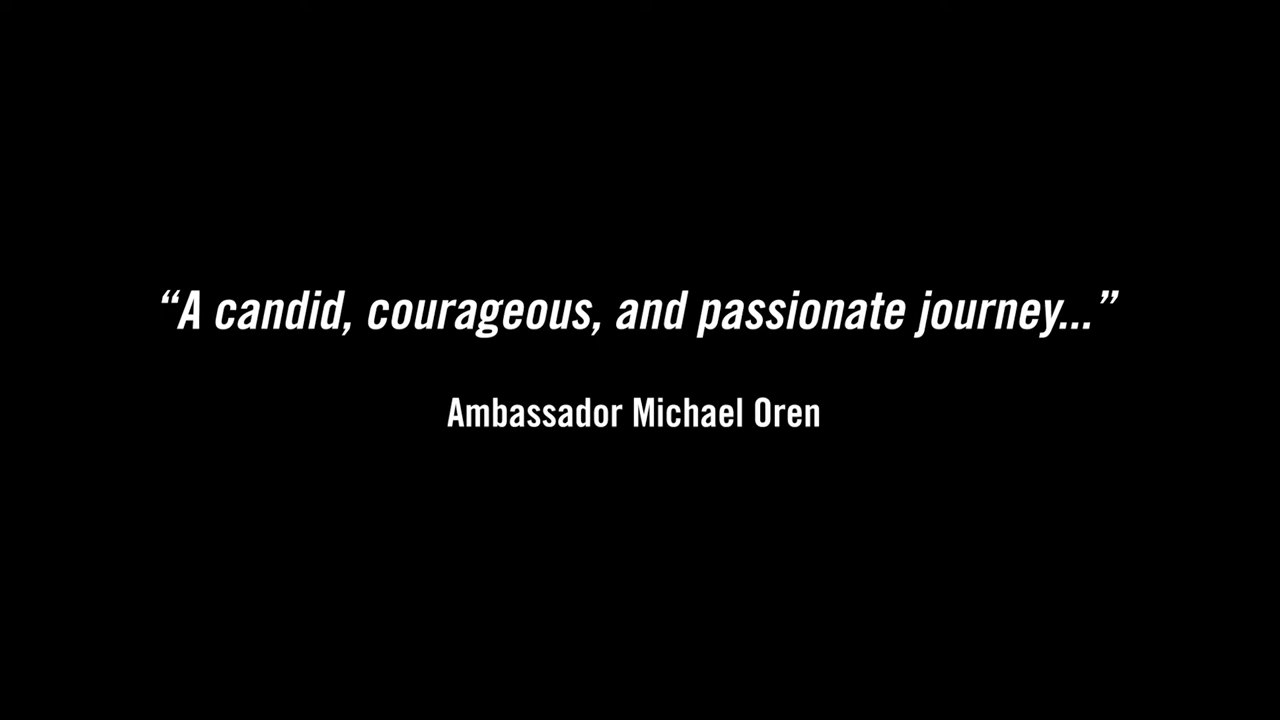 “A candid, courageous, and passionate journey...”
Ambassador Michael Oren